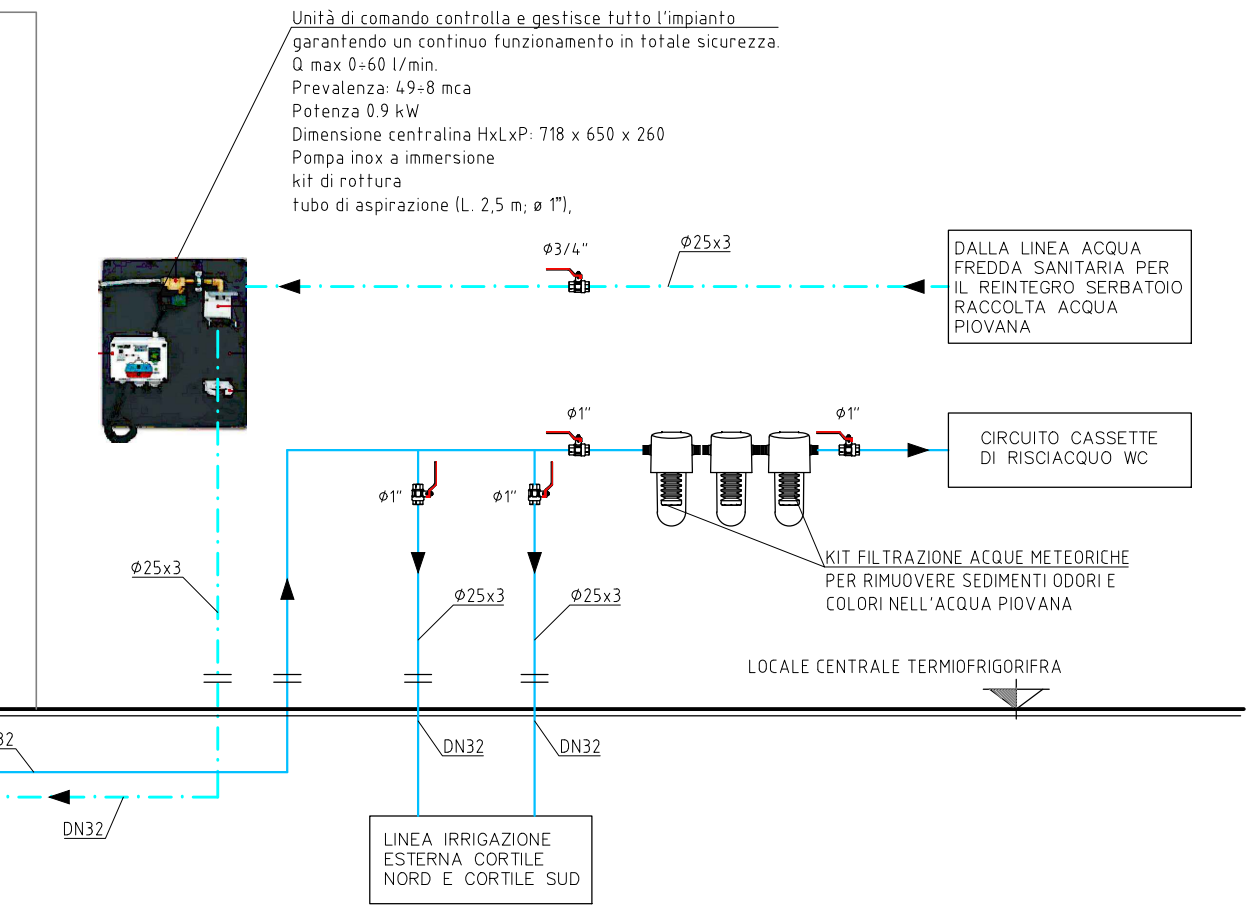 Unità di comando controlla e gestisce tutto l'impianto
garantendo un continuo funzionamento in totale sicurezza.
Q max 0÷60 l/min.
Prevalenza: 49÷8 mca
Potenza 0.9 kW
Dimensione centralina HxLxP: 718 x 650 x 260
Pompa inox a immersione
kit di rottura
tubo di aspirazione (L. 2,5 m; ø 1"),
ø3/4"
Ø25x3
DALLA LINEA ACQUA
FREDDA SANITARIA PER
IL REINTEGRO SERBATOIO
RACCOLTA ACQUA
PIOVANA
ø1"
ø1"
CIRCUITO CASSETTE
DI RISCIACQUO WC
ø1"
ø1"
KIT FILTRAZIONE ACQUE METEORICHE
PER RIMUOVERE SEDIMENTI ODORI E
COLORI NELL'ACQUA PIOVANA
Ø25x3
Ø25x3
Ø25x3
LOCALE CENTRALE TERMIOFRIGORIFRA
32
DN32
DN32
DN32
LINEA IRRIGAZIONE
ESTERNA CORTILE
NORD E CORTILE SUD